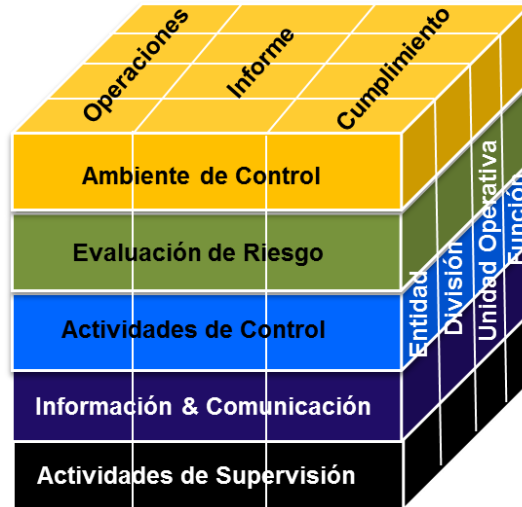 Operaciones
Informe
Cumplimiento
Ambiente de Control
Evaluación de Riesgo
Actividades de Control
Información & Comunicación
Actividades de Supervisión
Entidad
División
Unidad Operativa
Función